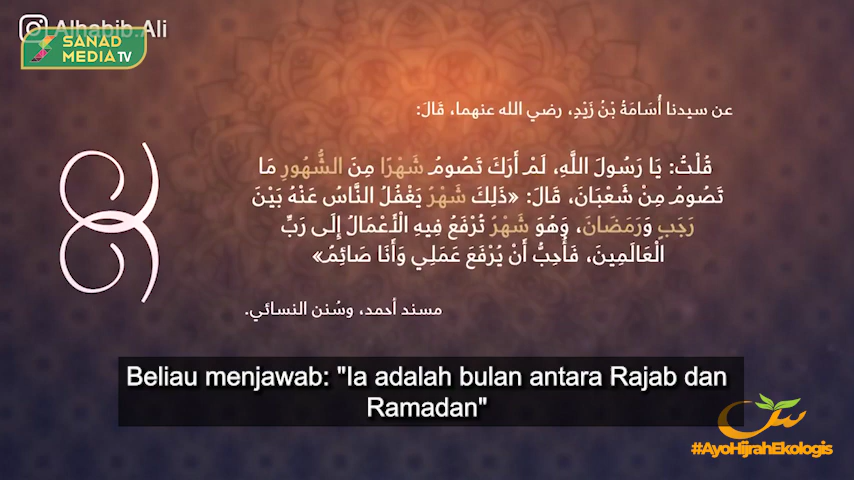 Alhabib.Ali
SANAD
MEDIA TV
عن سيدنا أُسَامَةُ بْنُ زَيْدٍ، رضي الله عنهما، قَالَ:
قُلْتُ: يَا رَسُولَ اللَّهِ، لَمْ أَرَكَ تَصُومُ شَهْرًا مِنَ الشُّهُورِ مَا
تَصُومُ مِنْ شَعْبَانَ، قَالَ: «ذَلِكَ شَهْرٌ يَغْفُلُ النَّاسُ عَنْهُ بَيْنَ
رَجَبٍ وَرَمَضَانَ، وَهُوَ شَهْرٌ تُرْفَعُ فِيهِ الْأَعْمَالُ إِلَى رَبِّ
الْعَالَمِينَ، فَأُحِبُّ أَنْ يُرْفَعَ عَمَلِي وَأَنَا صَائِمٌ»
مسند أحمد، وسُنن النسائي.
Beliau menjawab: "Ia adalah bulan antara Rajab dan
Ramadan"
#AyoHijrahEkologis